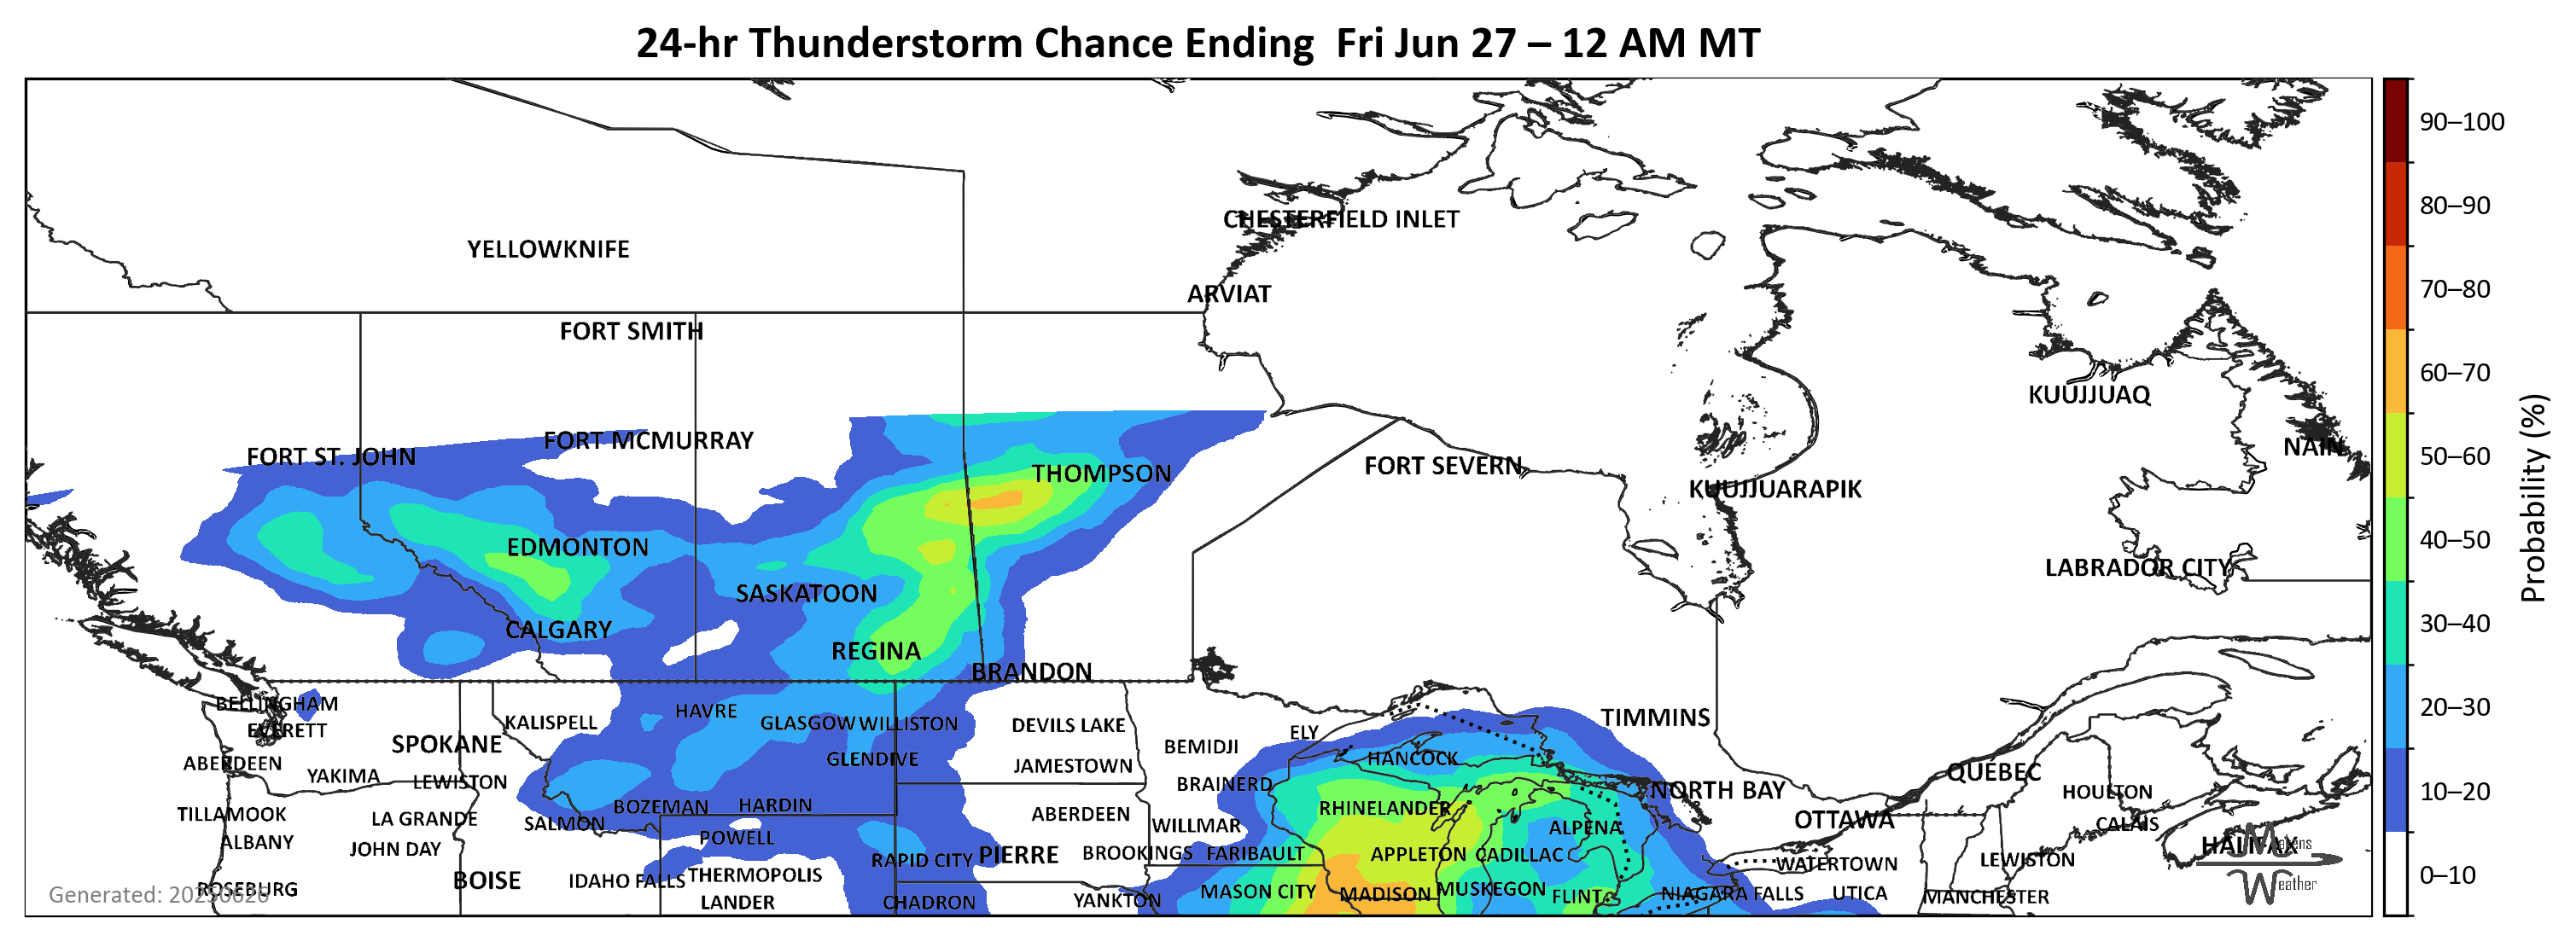 24-hr Thunderstorm Chance Ending Fri Jun 27 – 12 AM MT
90–100
80–90
70–80
60–70
50–60
40–50
30–40
20–30
10–20
0–10
Probability (%)
CHESTERFIELD INLET
YELLOWKNIFE
ARVIAT
FORT SMITH
KUUJJUAQ
FORT MCMURRAY
NAIN
FORT ST. JOHN
FORT SEVERN
THOMPSON
KUUJJUARAPIK
EDMONTON
LABRADOR CITY
SASKATOON
CALGARY
REGINA
BRANDON
BELLINGHAM
HAVRE
TIMMINS
KALISPELL
GLASGOW
WILLISTON
DEVILS LAKE
EVERETT
ELY
SPOKANE
BEMIDJI
HANCOCK
GLENDIVE
ABERDEEN
JAMESTOWN
QUÉBEC
YAKIMA
LEWISTON
BRAINERD
NORTH BAY
HOULTON
BOZEMAN
HARDIN
RHINELANDER
TILLAMOOK
LA GRANDE
SALMON
ABERDEEN
WILLMAR
ALPENA
OTTAWA
CALAIS
ALBANY
POWELL
HALIFAX
JOHN DAY
RAPID CITY
PIERRE
BROOKINGS
FARIBAULT
APPLETON
CADILLAC
WATERTOWN
LEWISTON
BOISE
IDAHO FALLS
THERMOPOLIS
ROSEBURG
MASON CITY
MADISON
MUSKEGON
FLINT
NIAGARA FALLS
UTICA
MANCHESTER
LANDER
CHADRON
YANKTON
Generated: 20250626
Matens
Weather